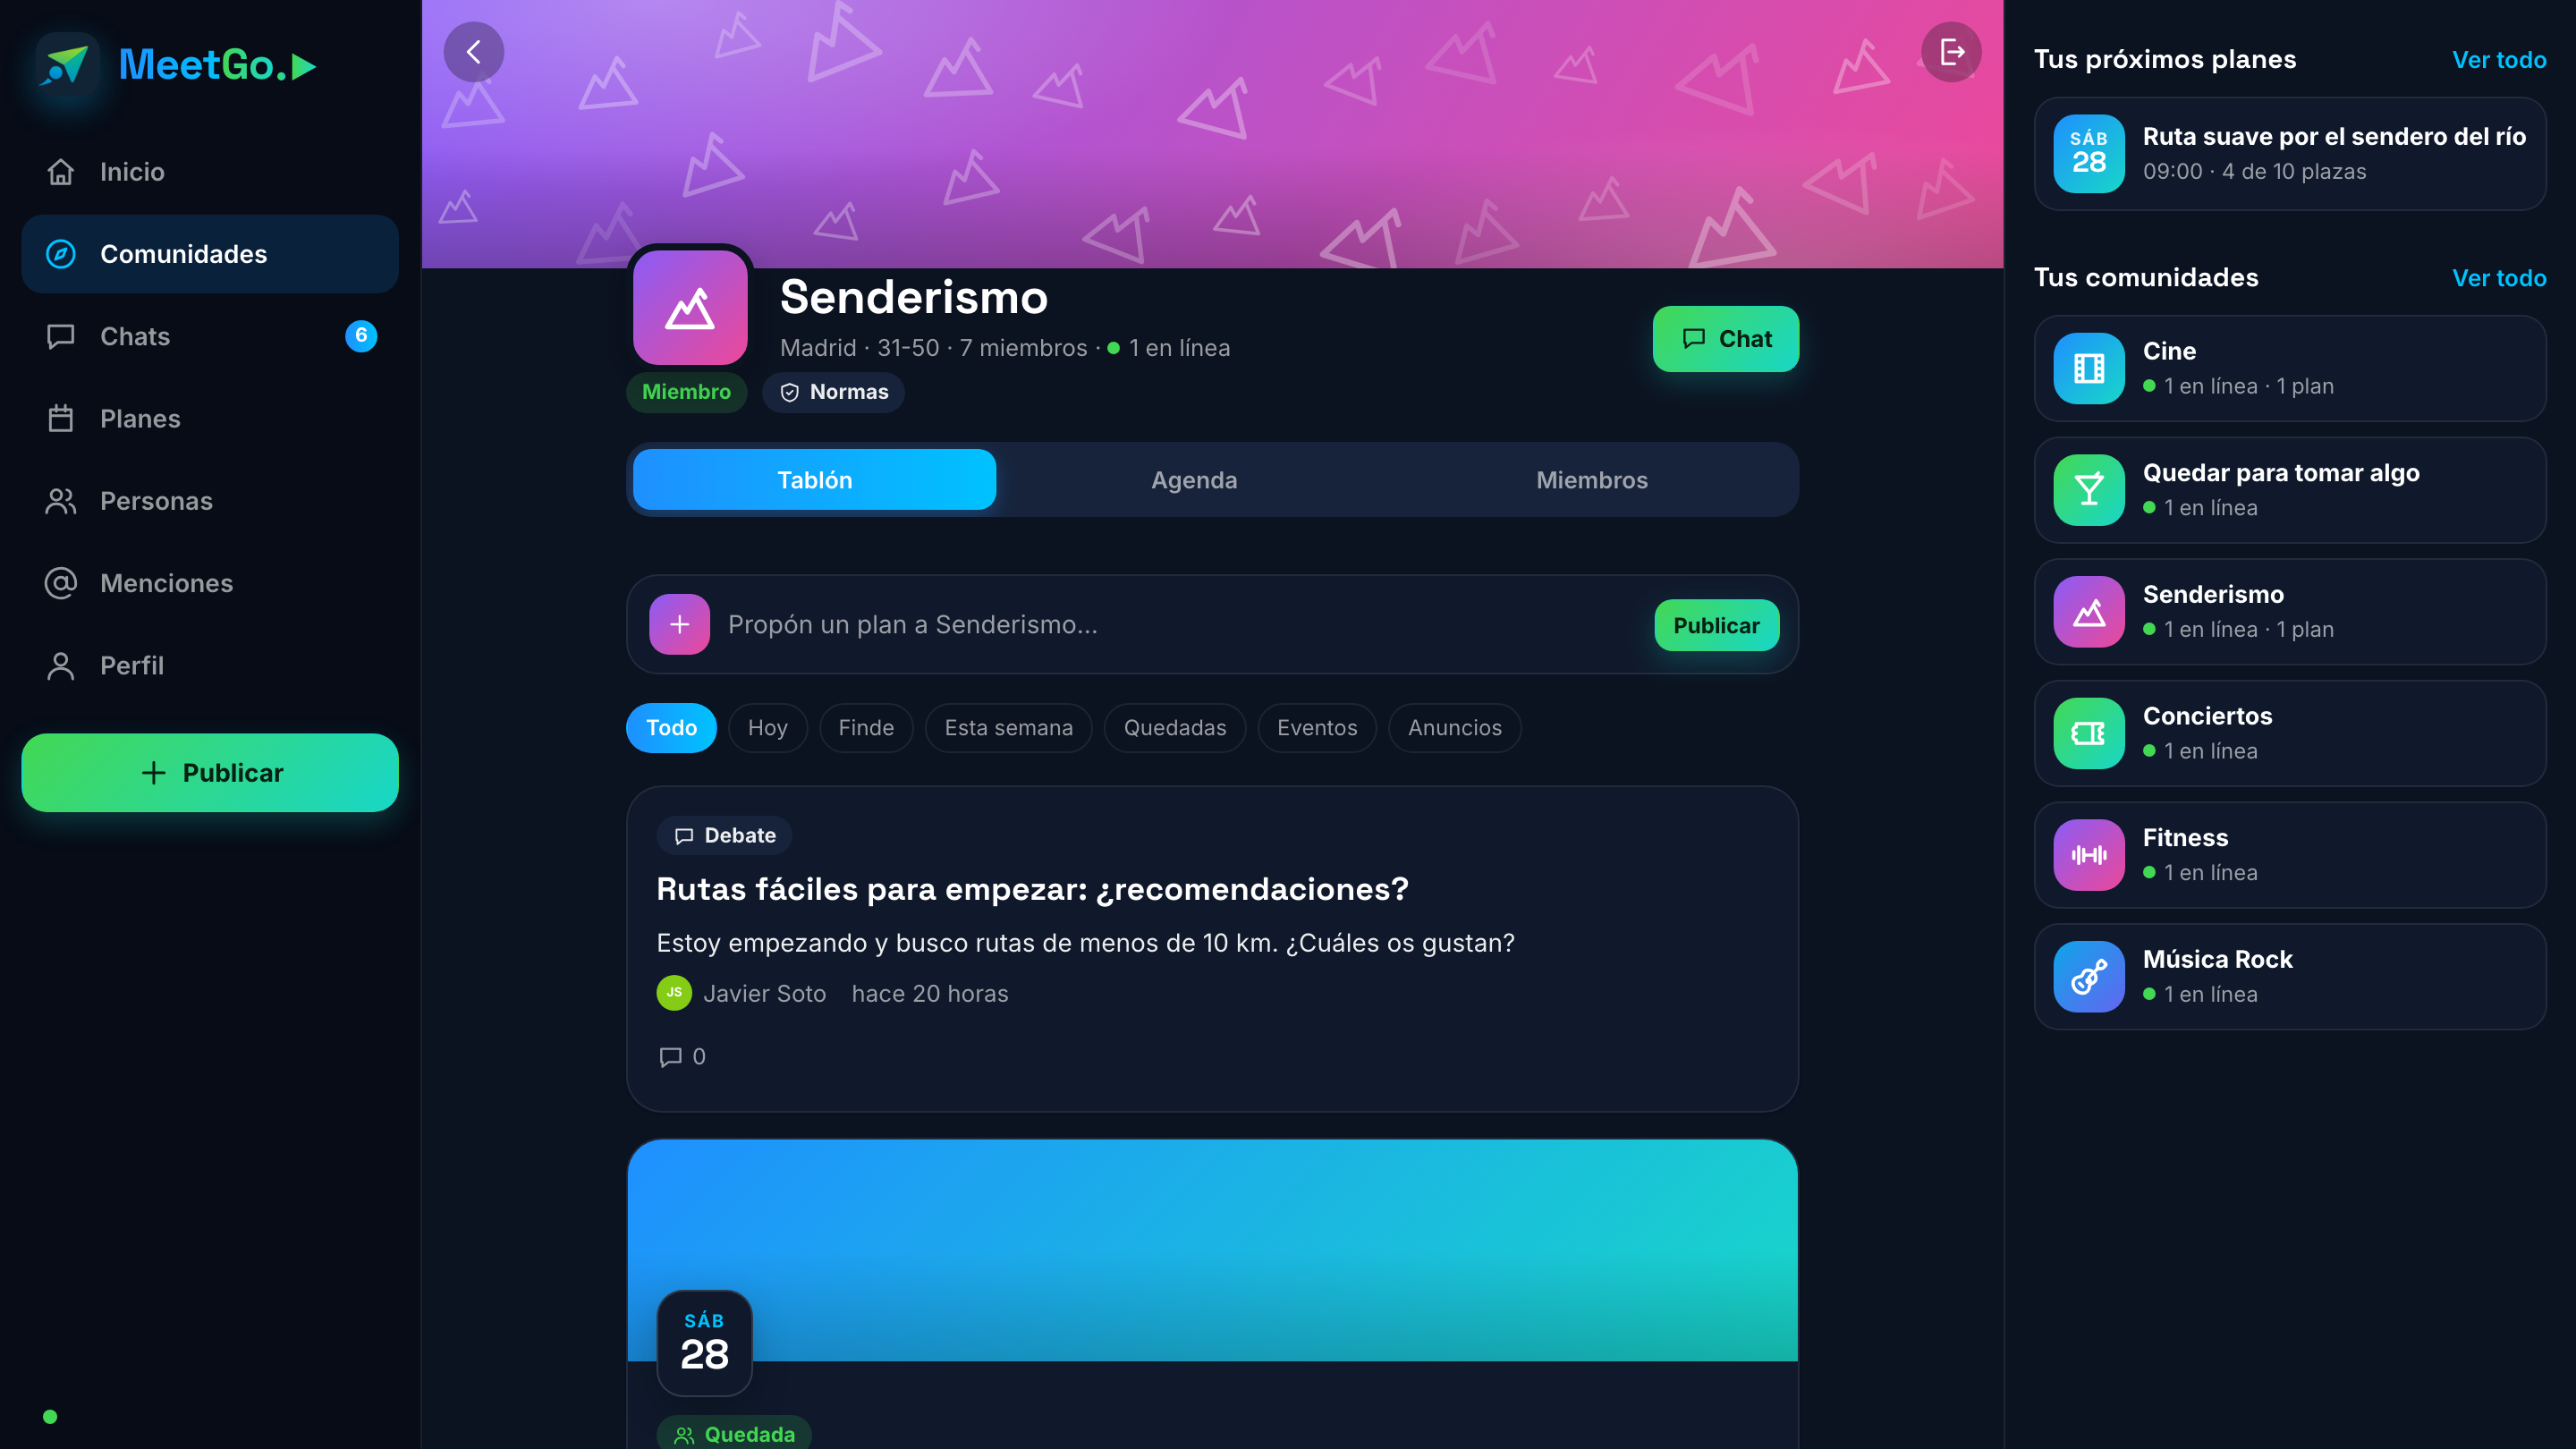 MeetGo.
Inicio
Comunidades
Chats
6
Planes
Personas
Menciones
Perfil
Publicar
Senderismo
Madrid · 31-50 · 7 miembros · 1 en línea
Chat
Miembro
Normas
Tablón
Agenda
Miembros
Propón un plan a Senderismo...
Publicar
Todo
Hoy
Finde
Esta semana
Quedadas
Eventos
Anuncios
Debate
Rutas fáciles para empezar: ¿recomendaciones?
Estoy empezando y busco rutas de menos de 10 km. ¿Cuáles os gustan?
JS Javier Soto hace 20 horas
0
SÁB
28
Quedada
Tus próximos planes
Ver todo
SÁB
28
Ruta suave por el sendero del río
09:00 · 4 de 10 plazas
Tus comunidades
Ver todo
Cine
1 en línea · 1 plan
Quedar para tomar algo
1 en línea
Senderismo
1 en línea · 1 plan
Conciertos
1 en línea
Fitness
1 en línea
Música Rock
1 en línea